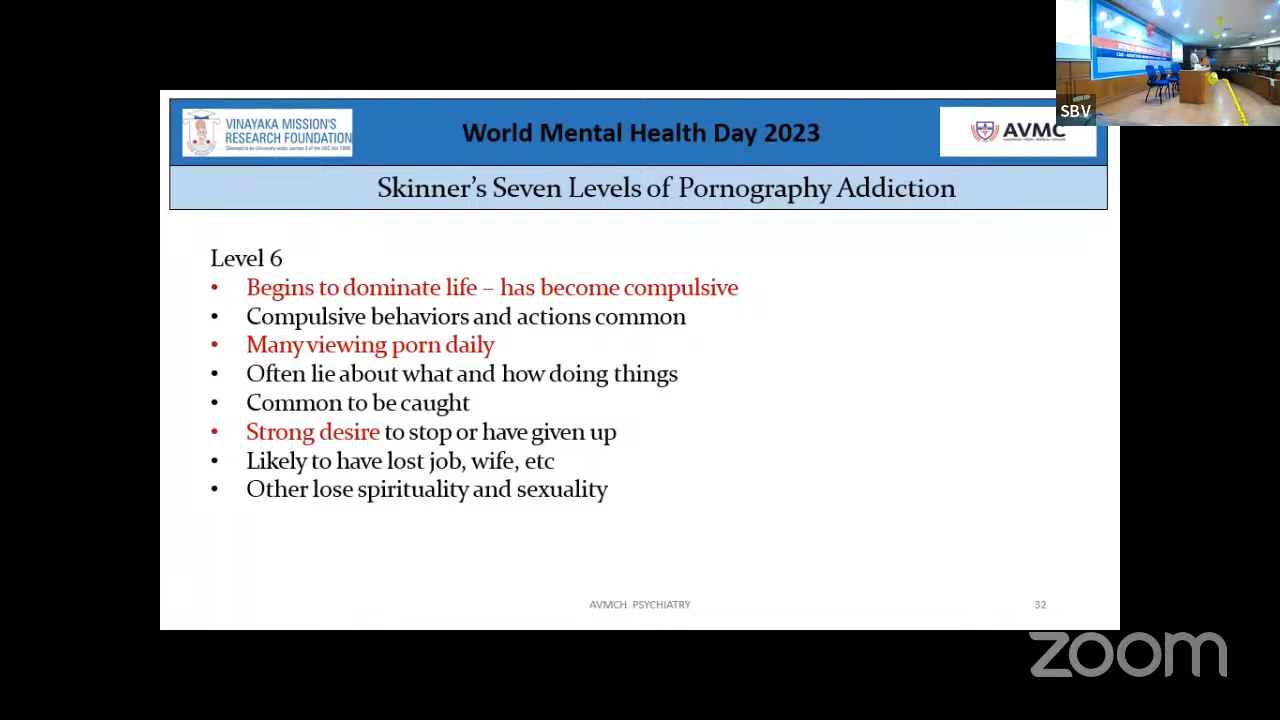 SBV
VINAYAKA MISSION'S
RESEARCH FOUNDATION
World Mental Health Day 2023
AVMC
Skinner's Seven Levels of Pornography Addiction
Level 6
• Begins to dominate life – has become compulsive
• Compulsive behaviors and actions common
• Many viewing porn daily
• Often lie about what and how doing things
• Common to be caught
• Strong desire to stop or have given up
• Likely to have lost job, wife, etc
• Other lose spirituality and sexuality
AVMCH PSYCHIATRY
32
zoom